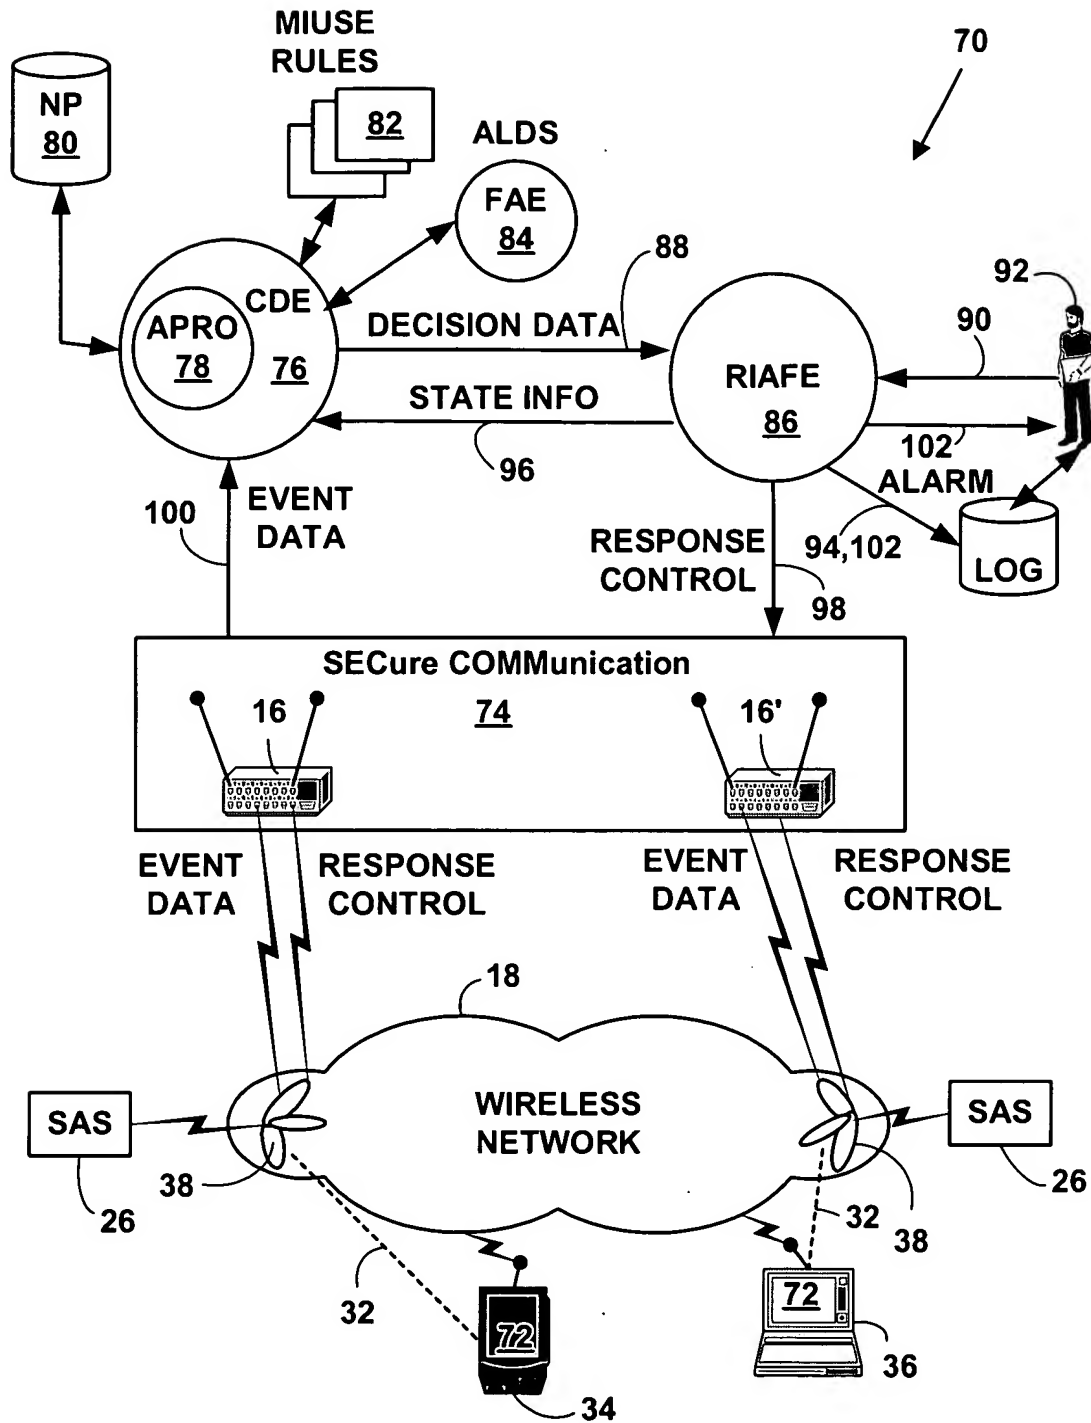 MIUSE
RULES
70
NP
80
82
ALDS
FAE
84
88
92
CDE
APRO
78
76
DECISION DATA
90
RIAFE
86
STATE INFO
96
102
ALARM
EVENT
DATA
100
94,102
LOG
RESPONSE
CONTROL
98
SECure COMMunication
74
16
16'
EVENT
DATA
RESPONSE
CONTROL
EVENT
DATA
RESPONSE
CONTROL
18
WIRELESS
NETWORK
SAS
SAS
38
26
26
32
38
32
72
72
36
34